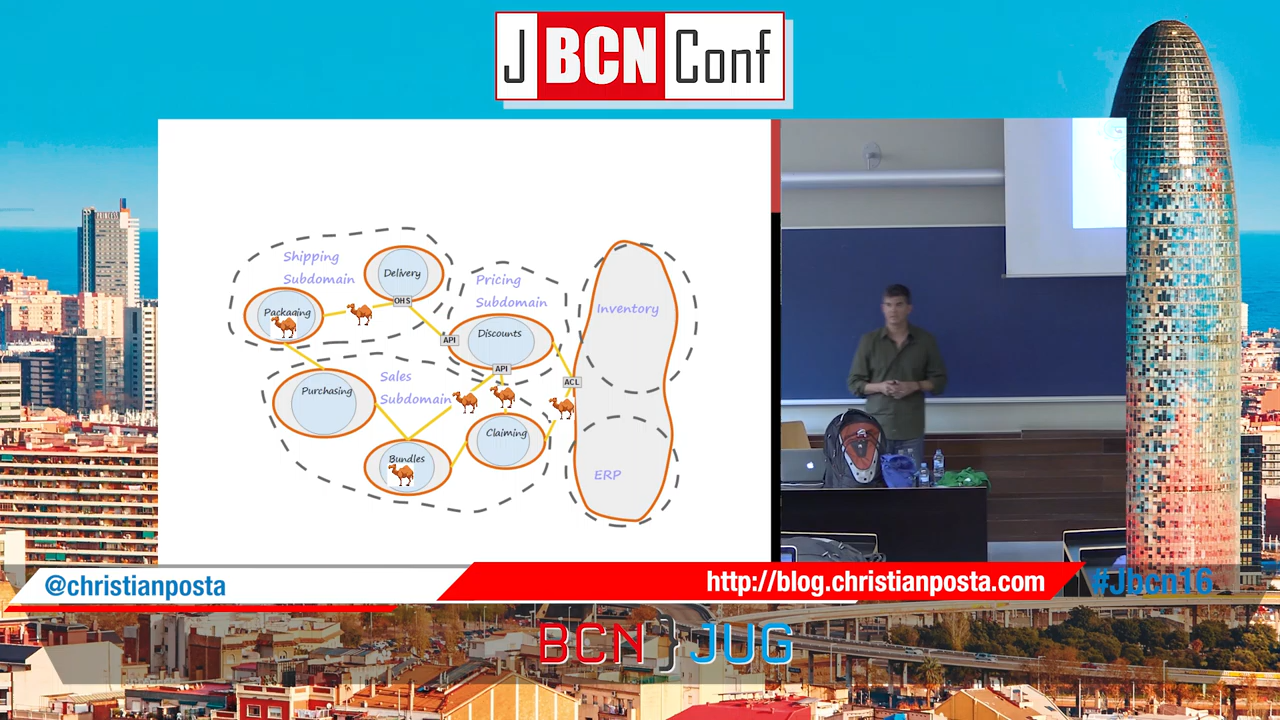 J BCN Conf
Shipping
Subdomain
Delivery
OHS
Packaging
Pricing
Subdomain
Discounts
API
API
Inventory
ACL
Sales
Subdomain
Purchasing
Claiming
Bundles
ERP
@christianposta
http://blog.christianposta.com
#Jbcn16
BCN JUG